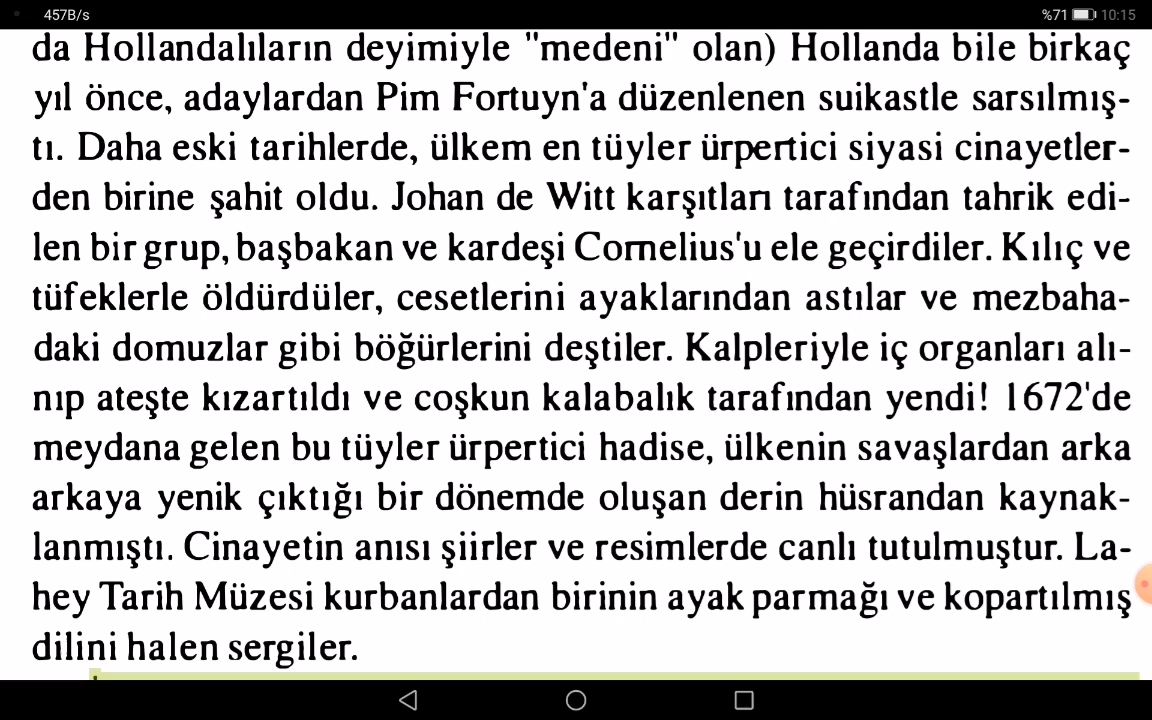 457B/s %71 10:15
da Hollandalıların deyimiyle "medeni" olan) Hollanda bile birkaç
yıl önce, adaylardan Pim Fortuyn'a düzenlenen suikastle sarsılmış-
tı. Daha eski tarihlerde, ülkem en tüyler ürpertici siyasi cinayetler-
den birine şahit oldu. Johan de Witt karşıtları tarafından tahrik edi-
len bir grup, başbakan ve kardeşi Cornelius'u ele geçirdiler. Kılıç ve
tüfeklerle öldürdüler, cesetlerini ayaklarından astılar ve mezbaha-
daki domuzlar gibi böğürlerini deştiler. Kalpleriyle iç organları alı-
nıp ateşte kızartıldı ve coşkun kalabalık tarafından yendi! 1672'de
meydana gelen bu tüyler ürpertici hadise, ülkenin savaşlardan arka
arkaya yenik çıktığı bir dönemde oluşan derin hüsrandan kaynak-
lanmıştı. Cinayetin anısı şiirler ve resimlerde canlı tutulmuştur. La-
hey Tarih Müzesi kurbanlardan birinin ayak parmağı ve kopartılmış
dilini halen sergiler.